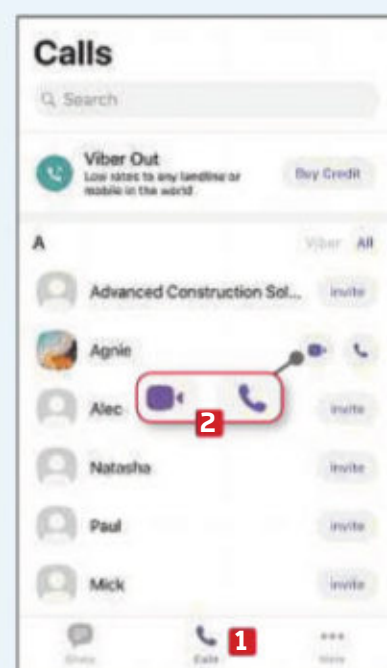 Calls
Search
Viber Out
Low rates to any landline or
mobile in the world
Buy Credit
A
Viber All
Advanced Construction Sol... invite
Agnie
Alec invite
2
Natasha invite
Paul invite
Mick invite
1
Chats Calls More